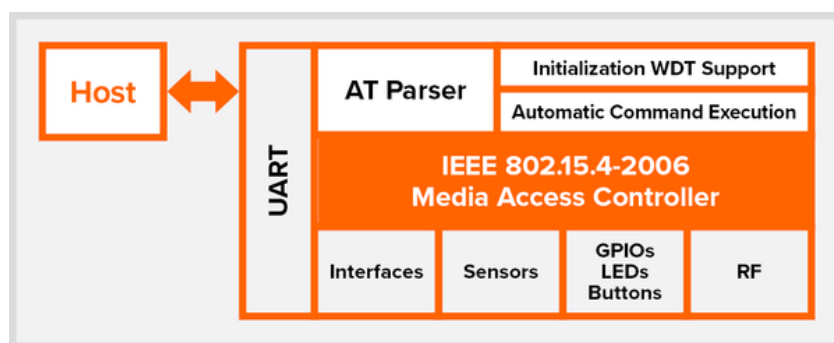 Host
UART
AT Parser
Initialization WDT Support
Automatic Command Execution
IEEE 802.15.4-2006
Media Access Controller
Interfaces
Sensors
GPIOs
LEDs
Buttons
RF